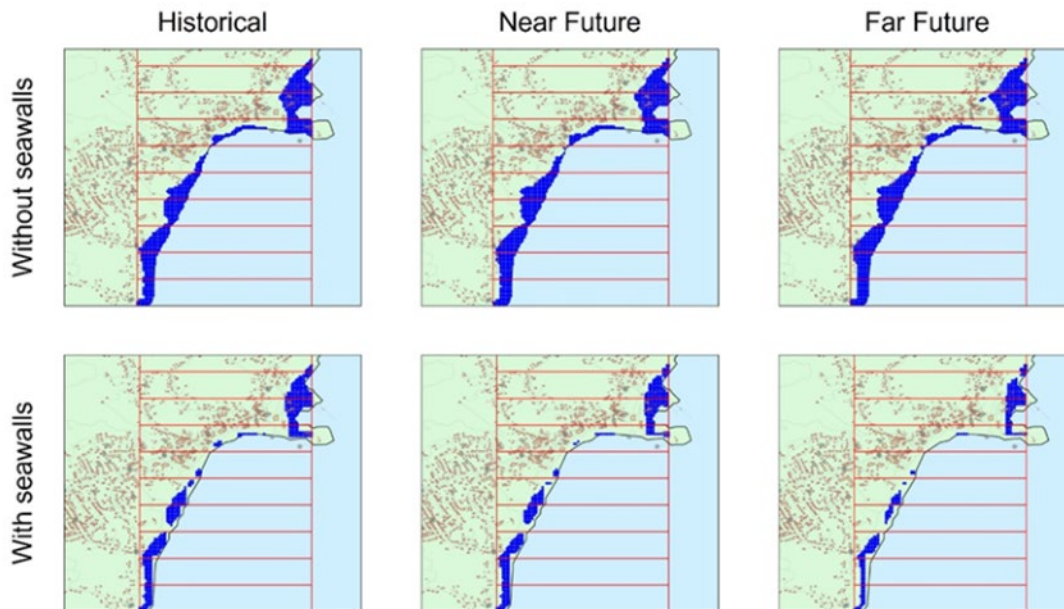 Historical
Near Future
Far Future
Without seawalls
With seawalls